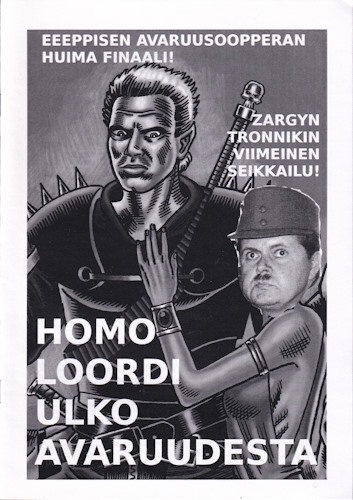 EEEPPISEN AVARUUSOOPPERAN
HUIMA FINAALI!
ZARGYN
TRONNIKIN
VIIMEINEN
SEIKKAILU!
HOMO
LOORDI
ULKO
AVARUUDESTA